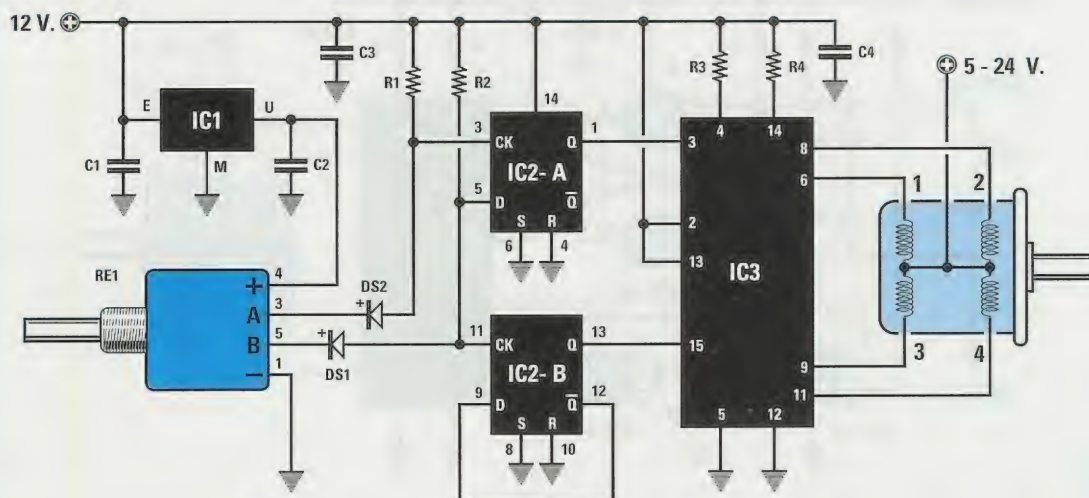 12 V.
C3
R1
R2
R3
R4
C4
5 - 24 V.
E
IC1
U
M
C1
C2
14
3
CK
Q
1
IC2- A
5
D
Q
S
R
6
4
4
14
3
8
6
2
13
IC3
15
9
11
5
12
1
2
3
4
RE1
+
4
A
3
B
5
−
1
+
DS2
+
DS1
11
CK
Q
13
IC2- B
9
D
Q
12
S
R
8
10